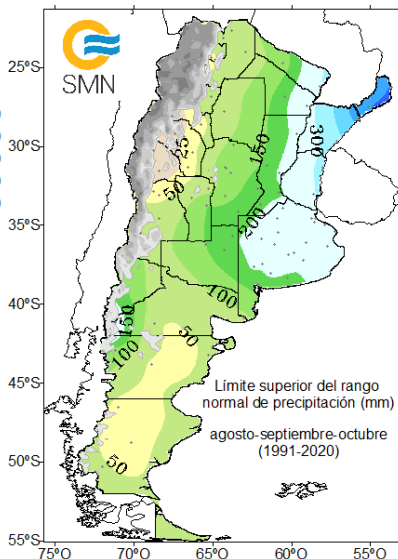 SMN
25°S
30°S
35°S
40°S
45°S
50°S
55°S
75°O
70°O
65°O
60°O
55°O
25
50
150
300
200
100
50
150
100
50
Límite superior del rango
normal de precipitación (mm)
agosto-septiembre-octubre
(1991-2020)